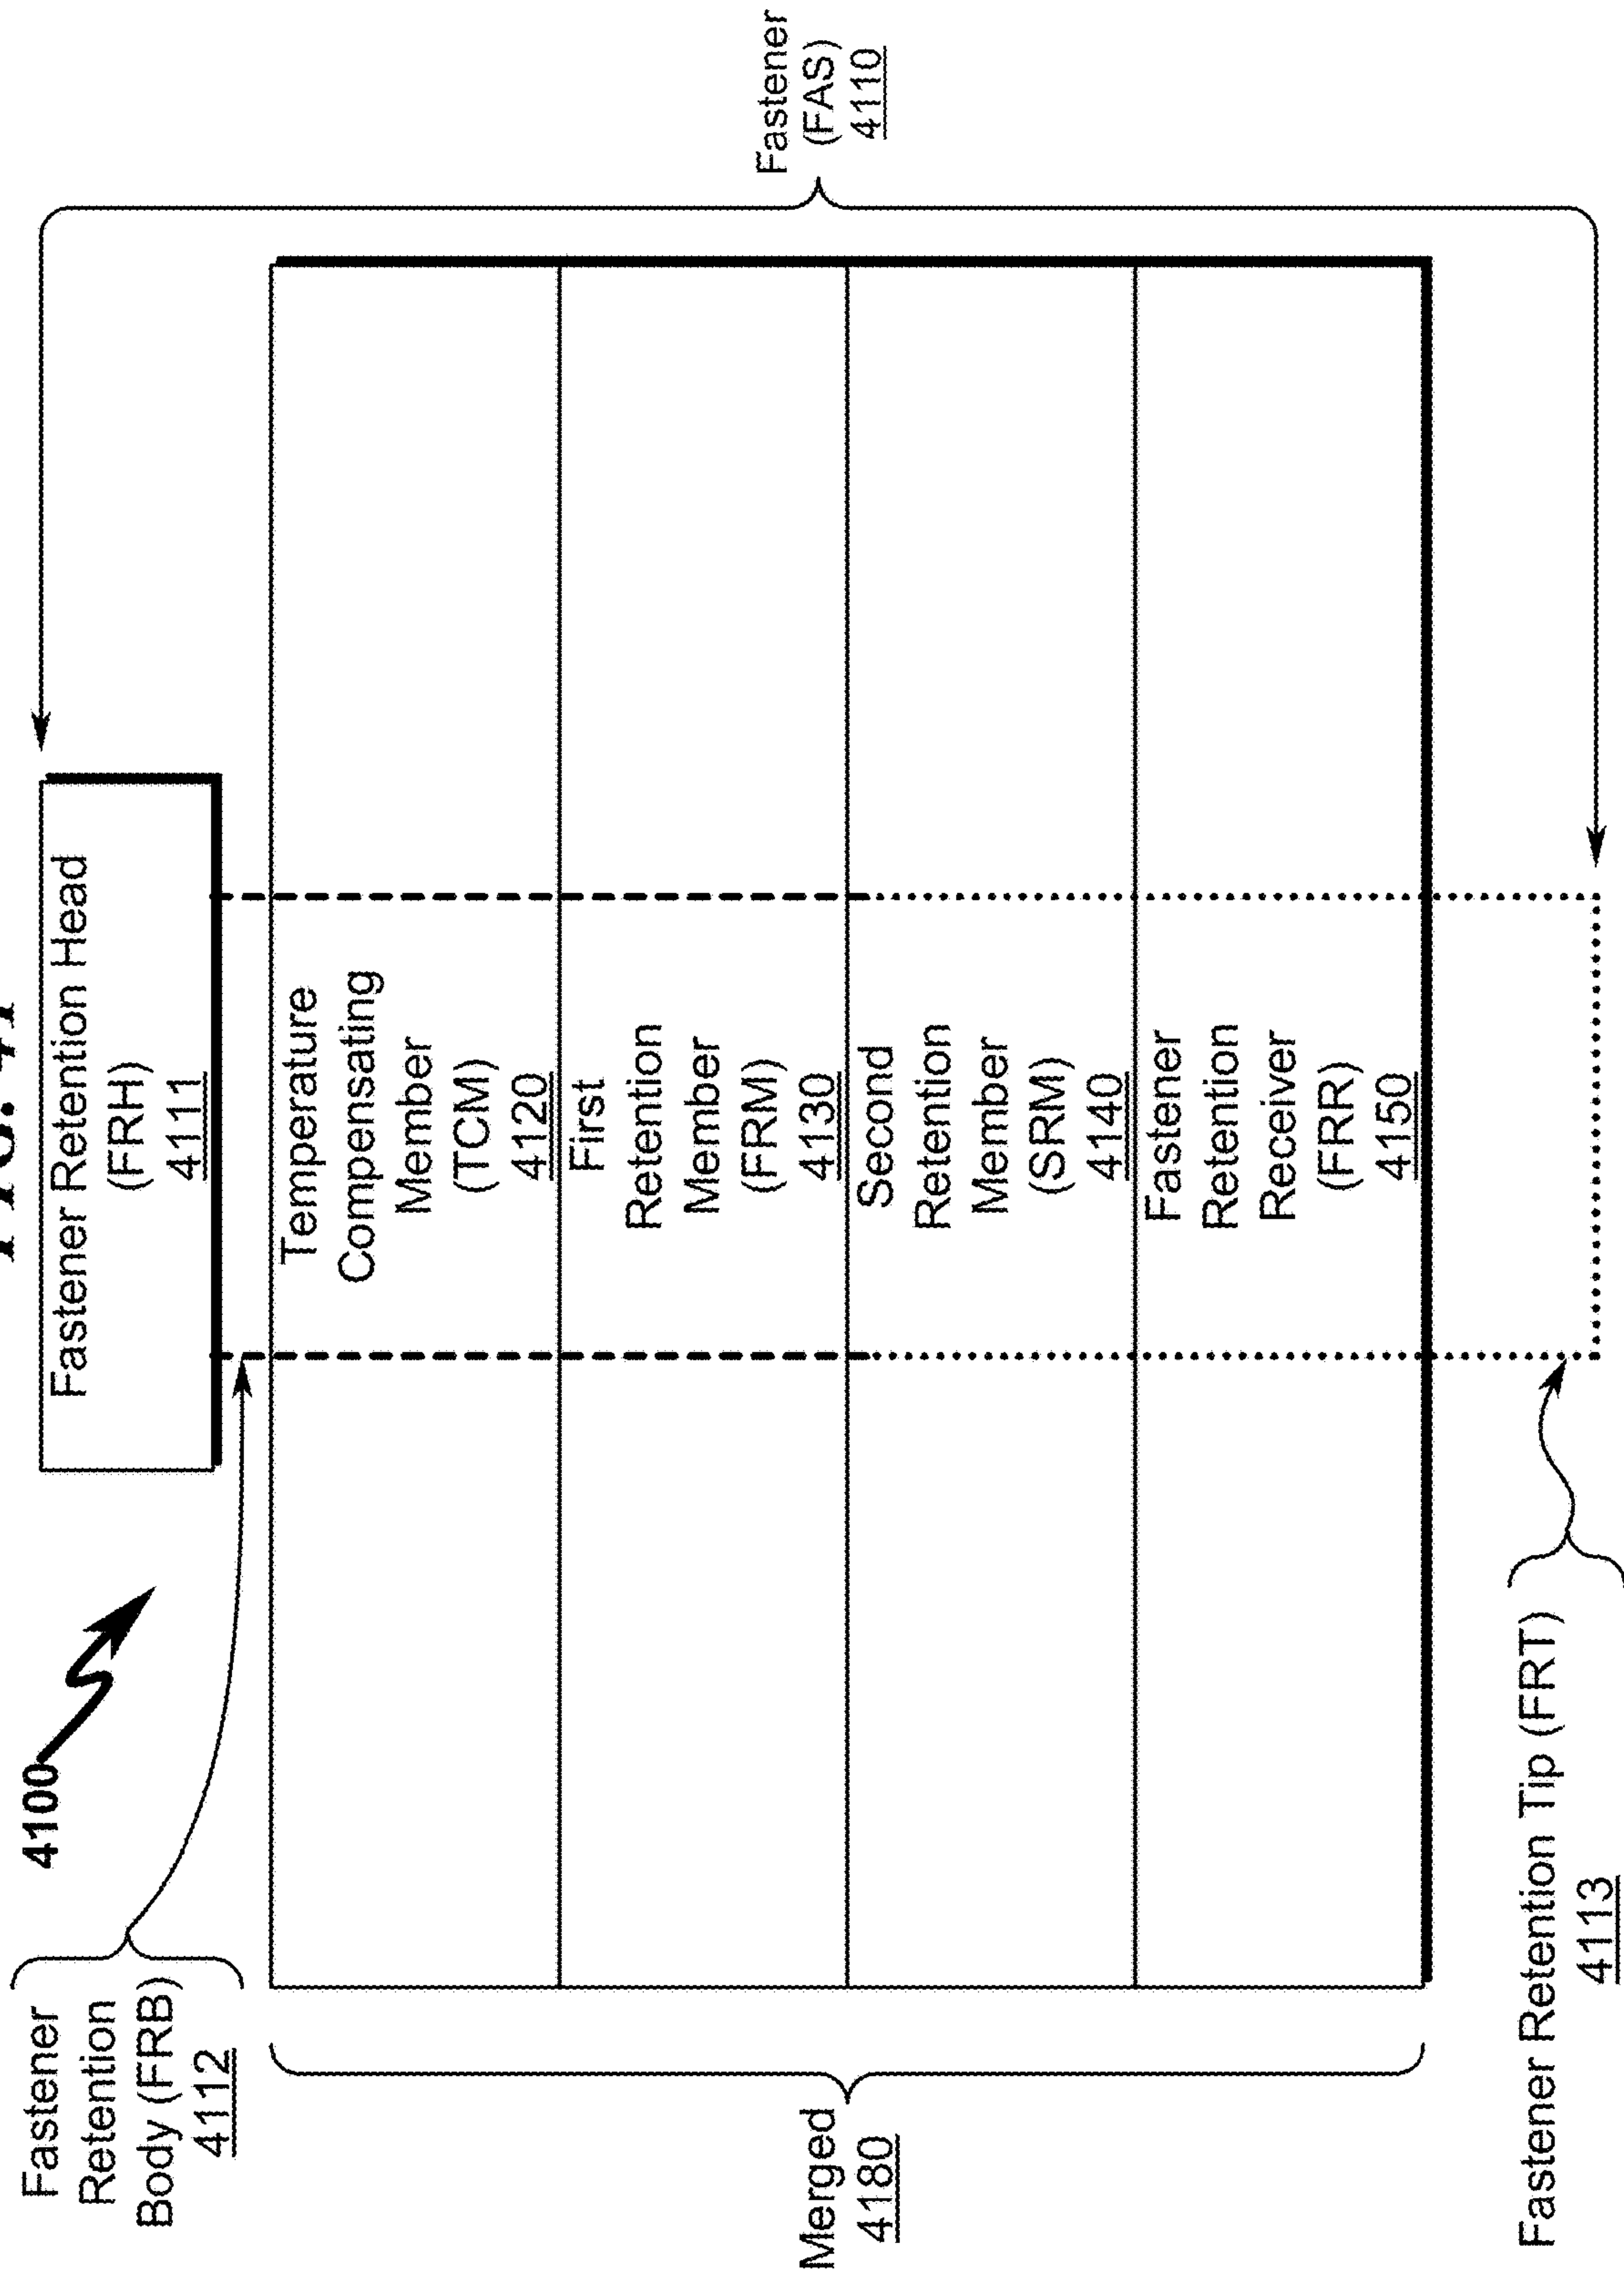 FIG. 41
Fastener
Retention
Body (FRB)
4112
4100
Fastener Retention Head
(FRH)
4111
Temperature
Compensating
Member
(TCM)
4120
First
Retention
Member
(FRM)
4130
Second
Retention
Member
(SRM)
4140
Fastener
Retention
Receiver
(FRR)
4150
Merged
4180
Fastener
(FAS)
4110
Fastener Retention Tip (FRT)
4113